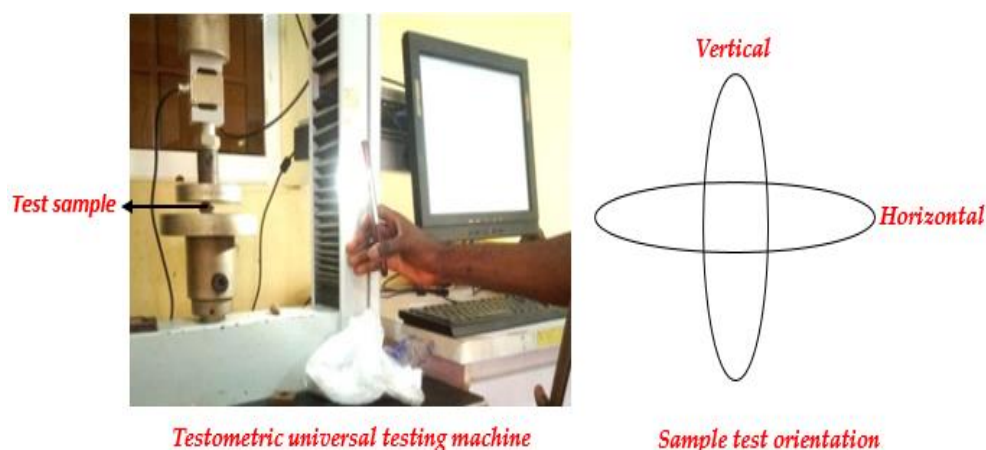 Vertical
Test sample
Horizontal
Testometric universal testing machine
Sample test orientation